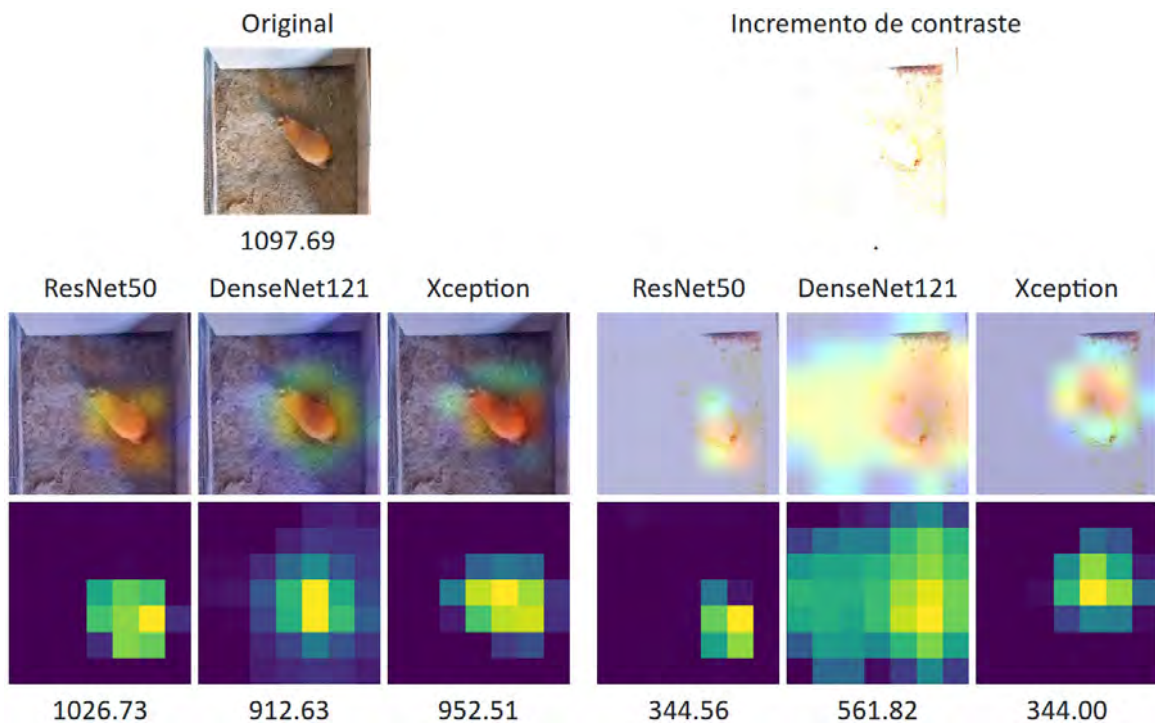 Original
Incremento de contraste
1097.69
.
ResNet50 DenseNet121 Xception ResNet50 DenseNet121 Xception
1026.73 912.63 952.51 344.56 561.82 344.00